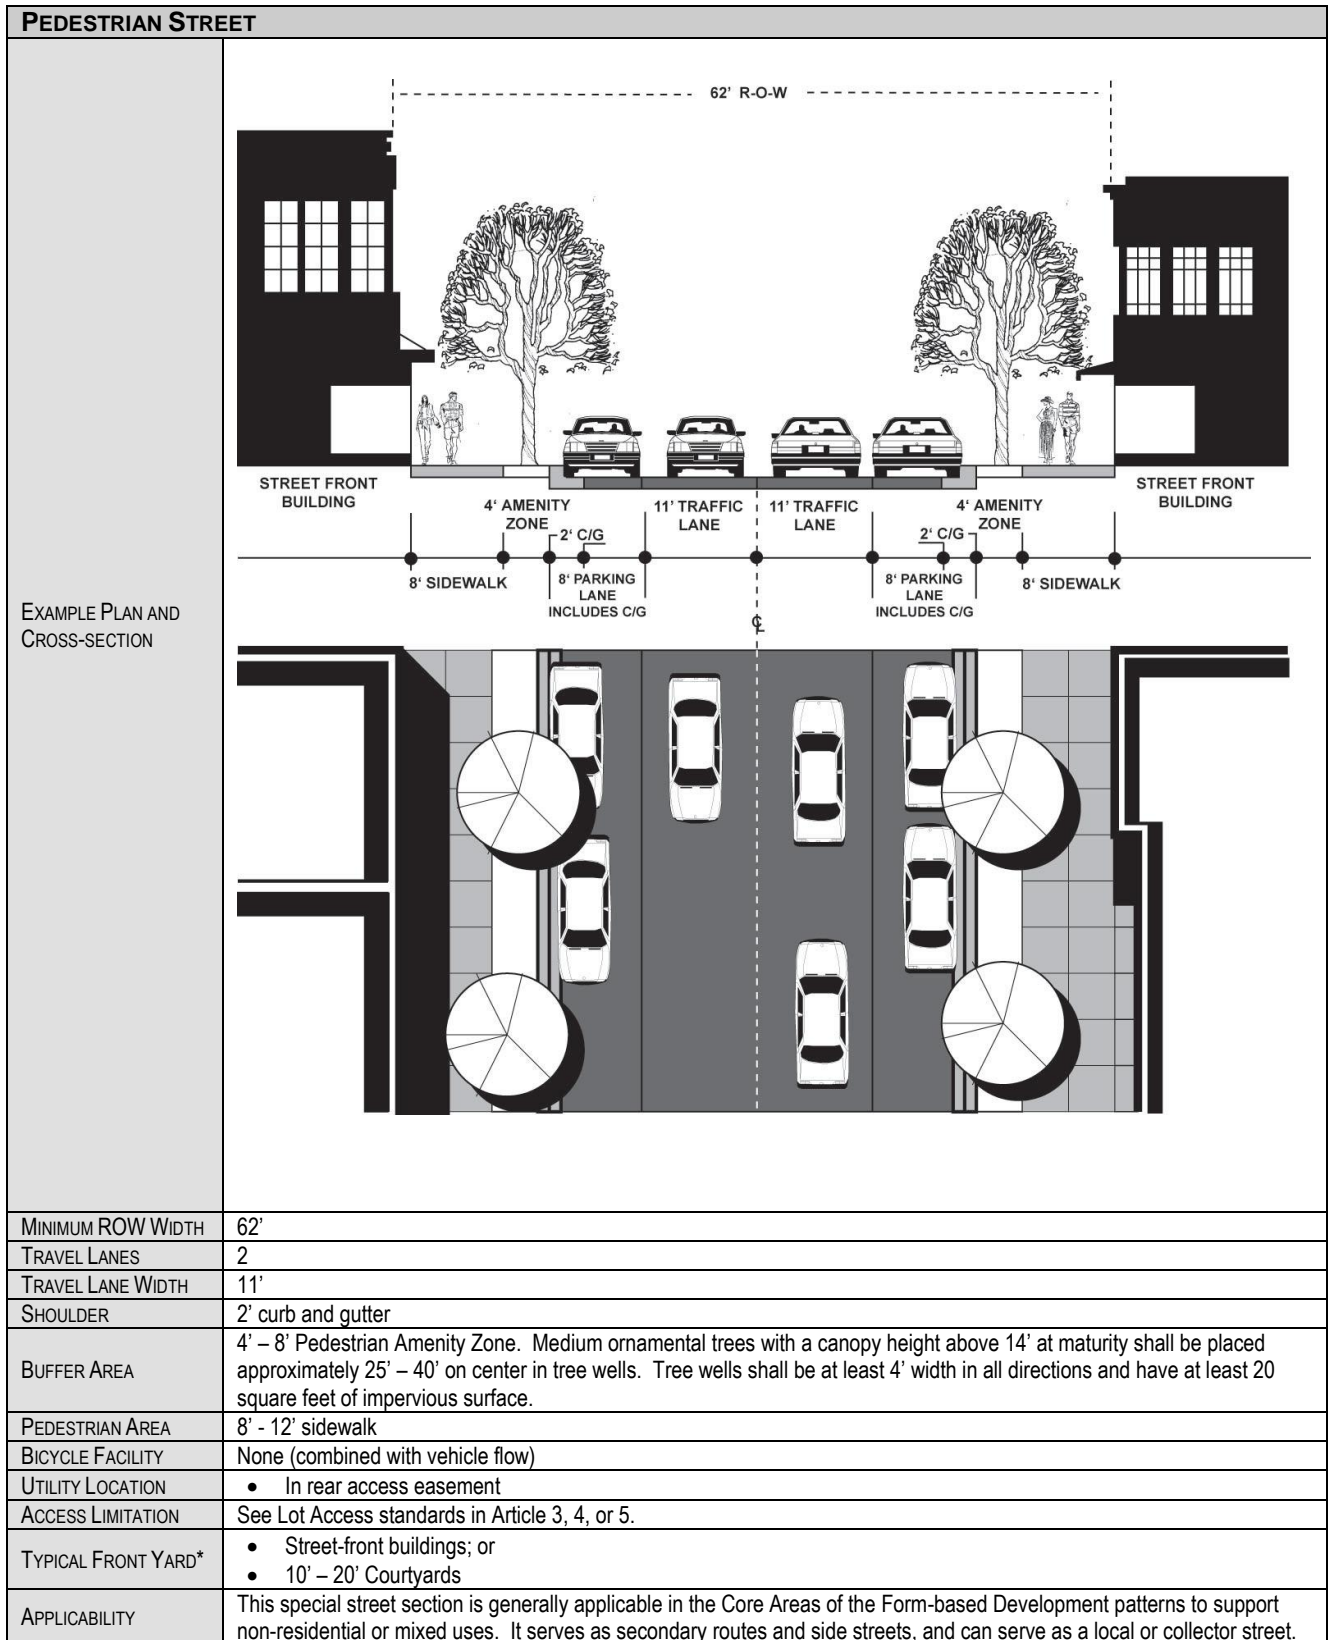 PEDESTRIAN STREET
62' R-O-W
STREET FRONT
BUILDING
4' AMENITY
ZONE
2' C/G
11' TRAFFIC
LANE
11' TRAFFIC
LANE
4' AMENITY
ZONE
2' C/G
STREET FRONT
BUILDING
8' SIDEWALK
8' PARKING
LANE
INCLUDES C/G
8' PARKING
LANE
INCLUDES C/G
8' SIDEWALK
℄
EXAMPLE PLAN AND
CROSS-SECTION
MINIMUM ROW WIDTH 62'
TRAVEL LANES 2
TRAVEL LANE WIDTH 11'
SHOULDER 2' curb and gutter
BUFFER AREA
4' – 8' Pedestrian Amenity Zone. Medium ornamental trees with a canopy height above 14' at maturity shall be placed
approximately 25' – 40' on center in tree wells. Tree wells shall be at least 4' width in all directions and have at least 20
square feet of impervious surface.
PEDESTRIAN AREA 8' - 12' sidewalk
BICYCLE FACILITY None (combined with vehicle flow)
UTILITY LOCATION • In rear access easement
ACCESS LIMITATION See Lot Access standards in Article 3, 4, or 5.
TYPICAL FRONT YARD*
• Street-front buildings; or
• 10' – 20' Courtyards
APPLICABILITY
This special street section is generally applicable in the Core Areas of the Form-based Development patterns to support
non-residential or mixed uses. It serves as secondary routes and side streets, and can serve as a local or collector street.